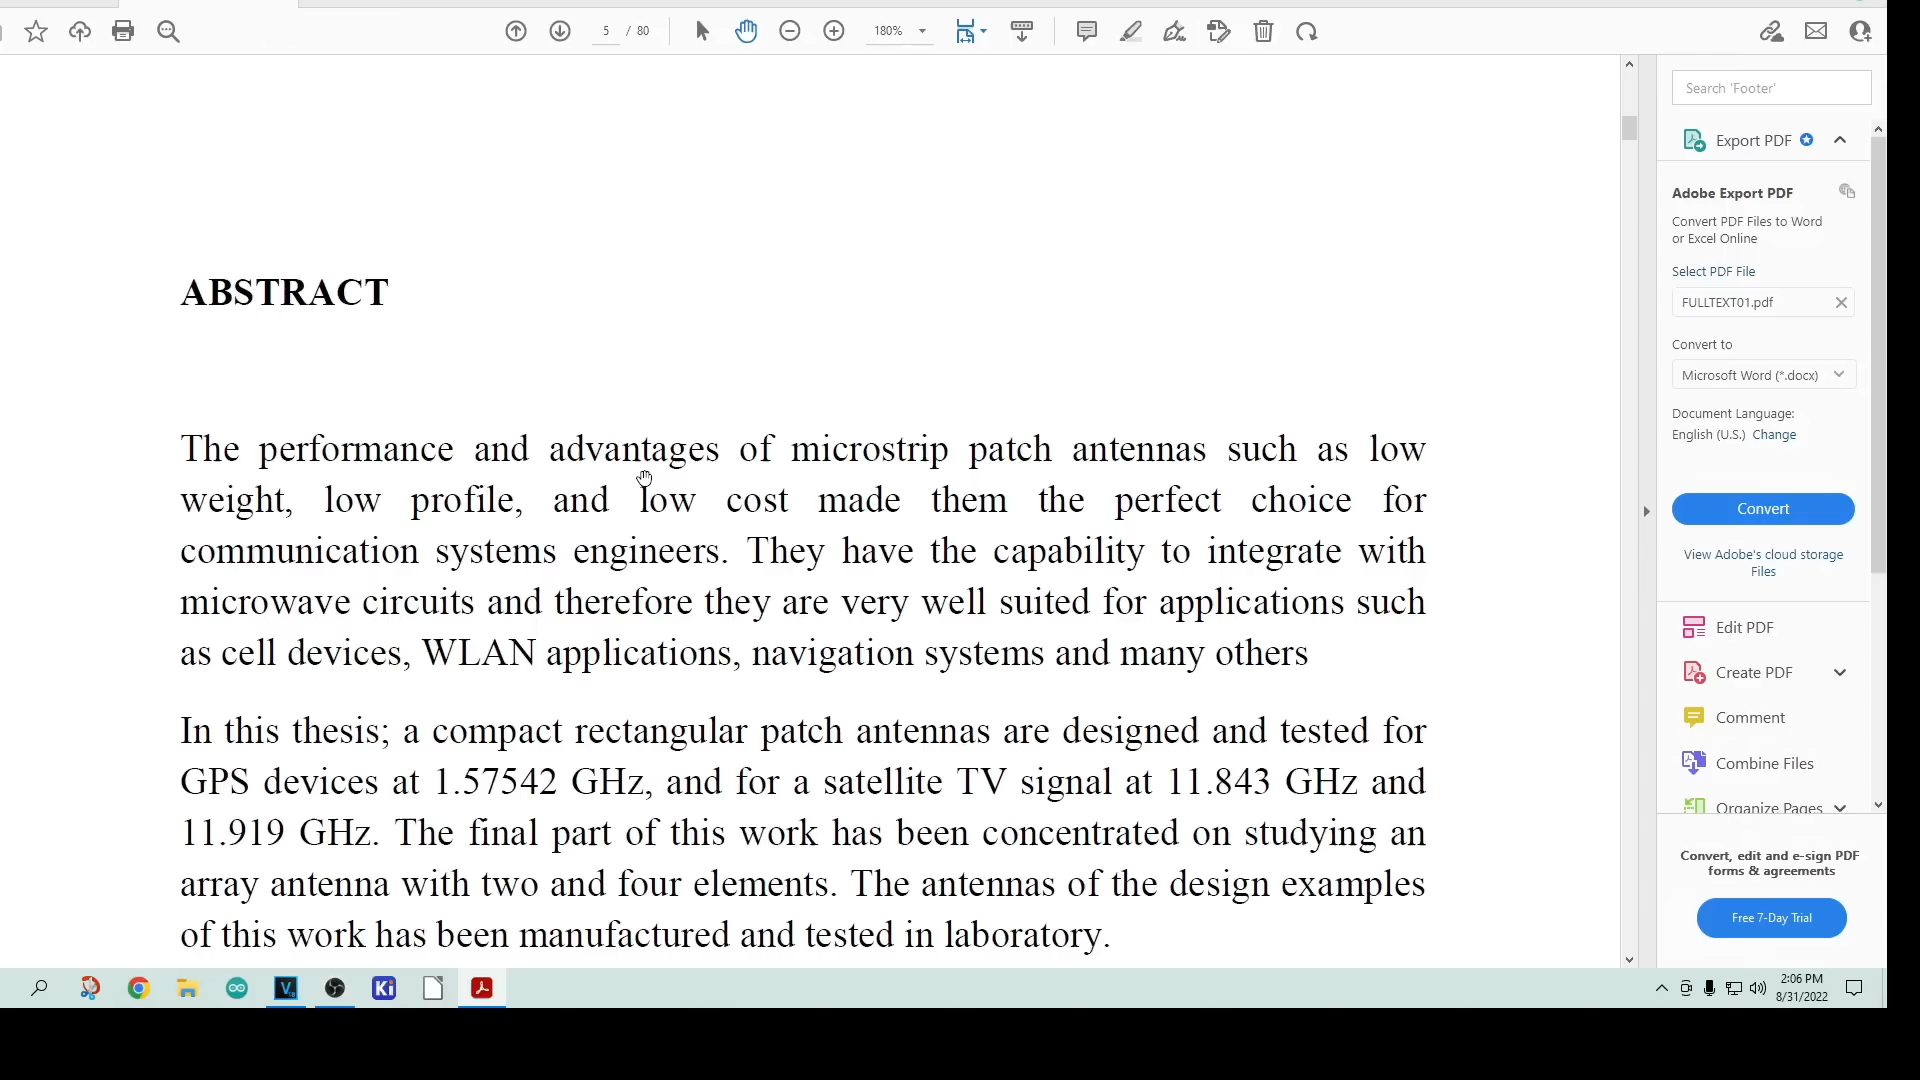 5 / 80 180%
Search 'Footer'
Export PDF
Adobe Export PDF
Convert PDF Files to Word
or Excel Online
Select PDF File
FULLTEXT01.pdf
Convert to
Microsoft Word (*.docx)
Document Language:
English (U.S.) Change
Convert
View Adobe's cloud storage
Files
Edit PDF
Create PDF
Comment
Combine Files
Organize Pages
Convert, edit and e-sign PDF
forms & agreements
Free 7-Day Trial
ABSTRACT
The performance and advantages of microstrip patch antennas such as low
weight, low profile, and low cost made them the perfect choice for
communication systems engineers. They have the capability to integrate with
microwave circuits and therefore they are very well suited for applications such
as cell devices, WLAN applications, navigation systems and many others
In this thesis; a compact rectangular patch antennas are designed and tested for
GPS devices at 1.57542 GHz, and for a satellite TV signal at 11.843 GHz and
11.919 GHz. The final part of this work has been concentrated on studying an
array antenna with two and four elements. The antennas of the design examples
of this work has been manufactured and tested in laboratory.
Ki
2:06 PM
8/31/2022